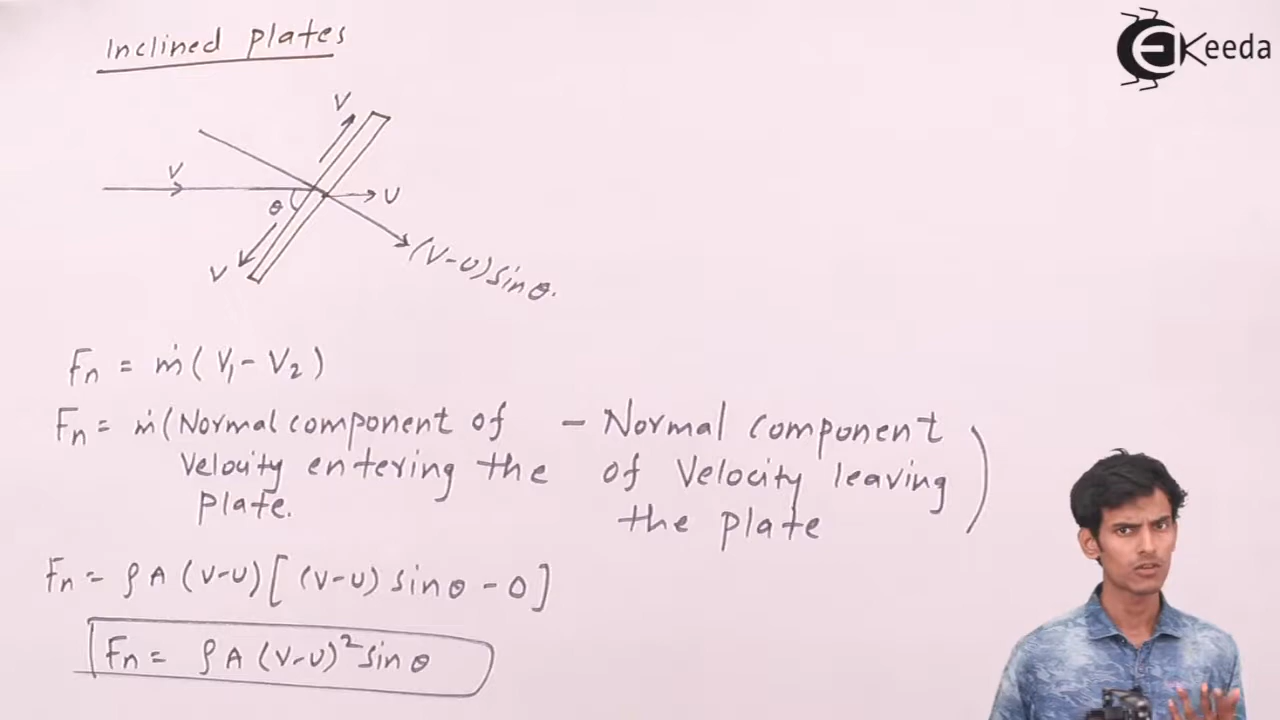 Inclined plates
EKeeda
V
V
θ
U
V
(V-U) sinθ.
Fn = ṁ ( V1 - V2 )
Fn = ṁ ( Normal component of - Normal component )
velocity entering the of velocity leaving
plate. the plate
Fn = ρ A (V-U) [ (V-U) sinθ - 0 ]
Fn = ρ A (V-U)² sinθ